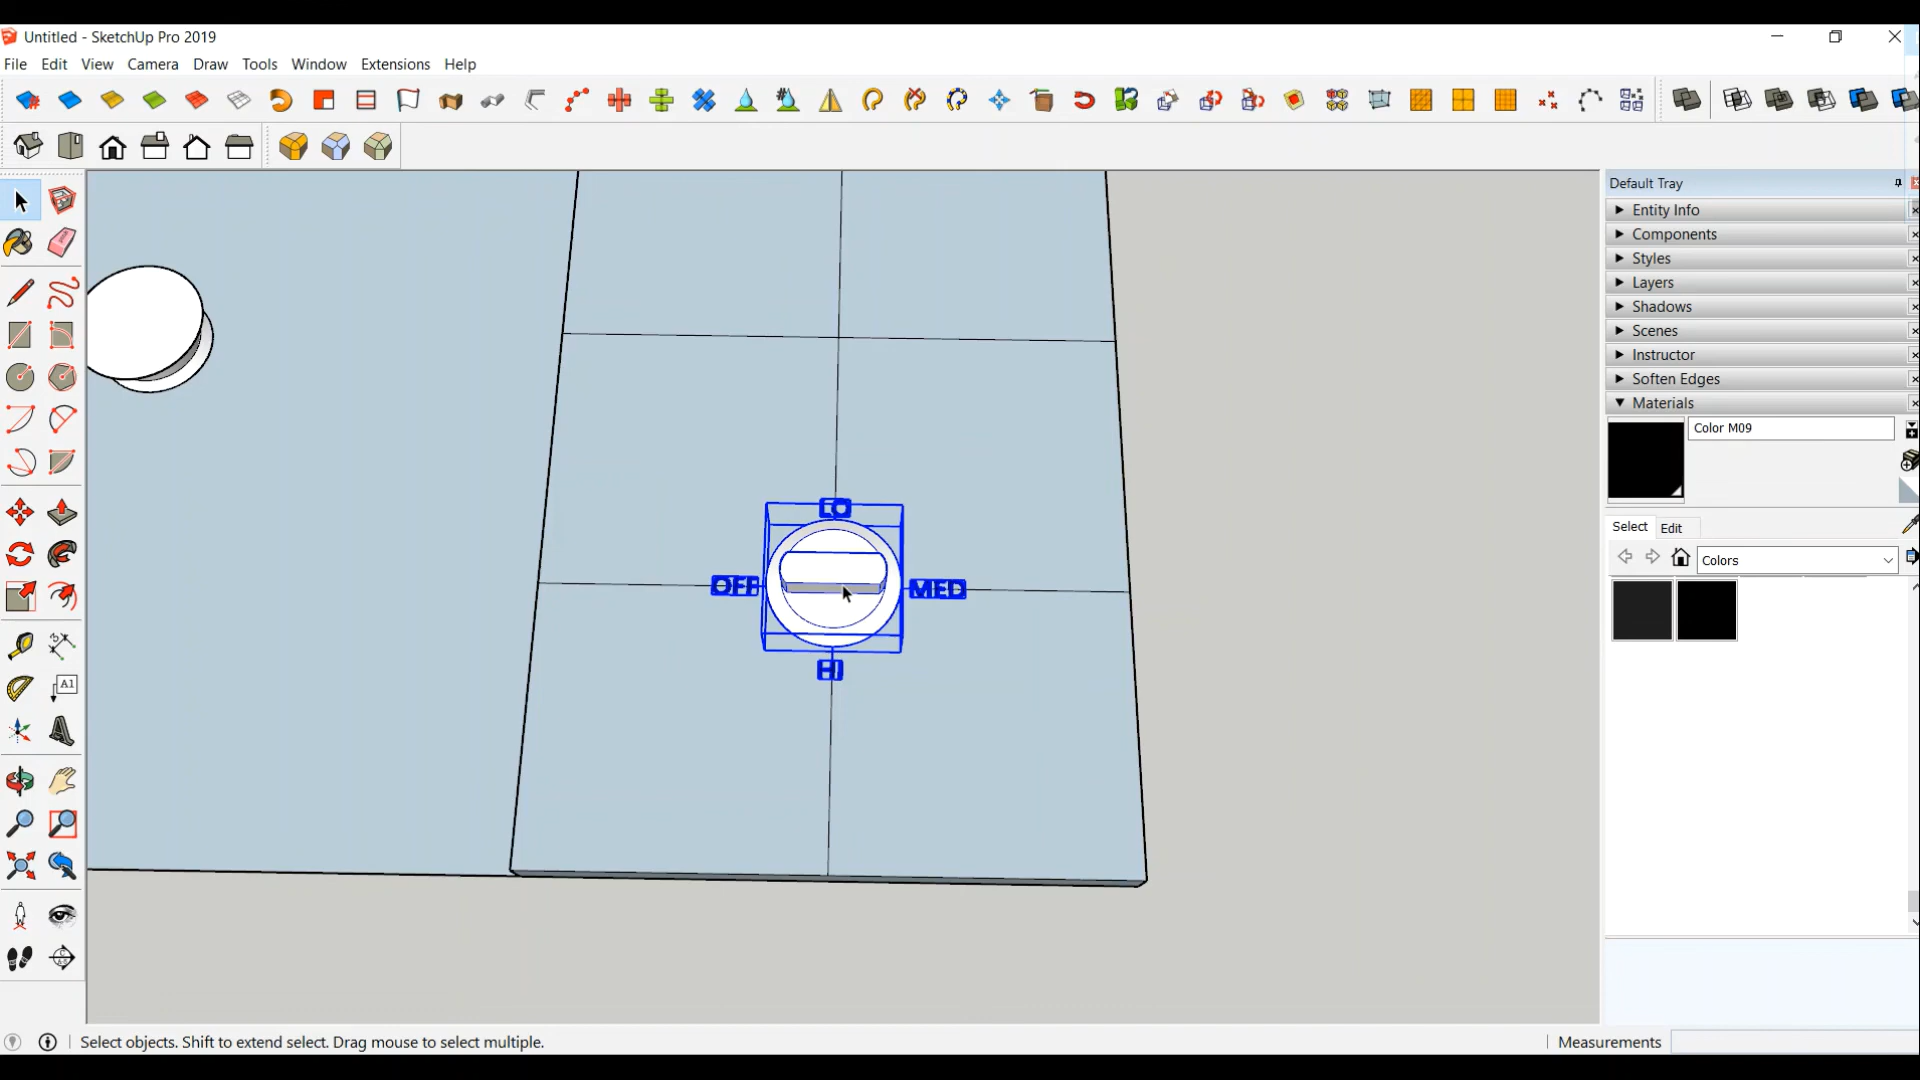 Untitled - SketchUp Pro 2019
File Edit View Camera Draw Tools Window Extensions Help
Default Tray
Entity Info
Components
Styles
Layers
Shadows
Scenes
Instructor
Soften Edges
Materials
Color M09
Select Edit
Colors
LO
OFF MED
HI
A1
A
Select objects. Shift to extend select. Drag mouse to select multiple.
Measurements